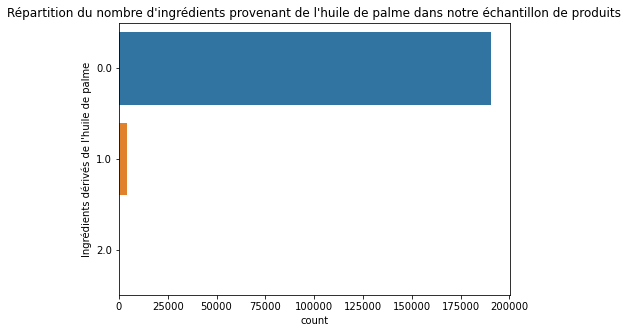 Répartition du nombre d'ingrédients provenant de l'huile de palme dans notre échantillon de produits
Ingrédients dérivés de l'huile de palme
0.0
1.0
2.0
0 25000 50000 75000 100000 125000 150000 175000 200000
count